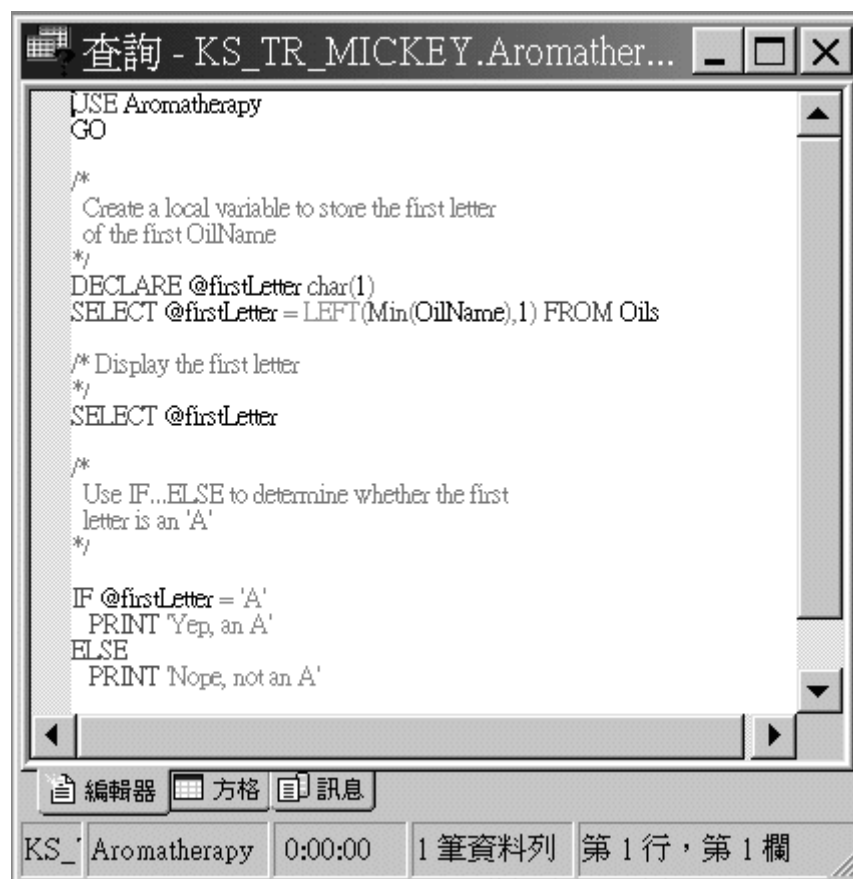 查詢 - KS_TR_MICKEY.Aromather...
USE Aromatherapy
GO
/*
Create a local variable to store the first letter
of the first OilName
*/
DECLARE @firstLetter char(1)
SELECT @firstLetter = LEFT(Min(OilName),1) FROM Oils
/* Display the first letter
*/
SELECT @firstLetter
/*
Use IF...ELSE to determine whether the first
letter is an 'A'
*/
IF @firstLetter = 'A'
PRINT 'Yep, an A'
ELSE
PRINT 'Nope, not an A'
編輯器 方格 訊息
KS_ Aromatherapy 0:00:00 1 筆資料列 第 1 行，第 1 欄